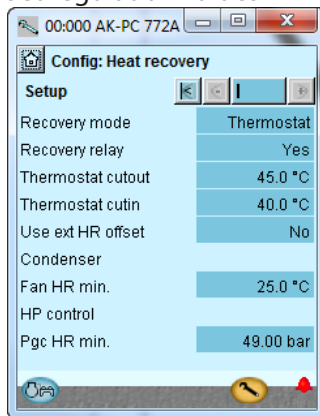 00:000 AK-PC 772A
Config: Heat recovery
Setup
Recovery mode Thermostat
Recovery relay Yes
Thermostat cutout 45.0 °C
Thermostat cutin 40.0 °C
Use ext HR offset No
Condenser
Fan HR min. 25.0 °C
HP control
Pgc HR min. 49.00 bar